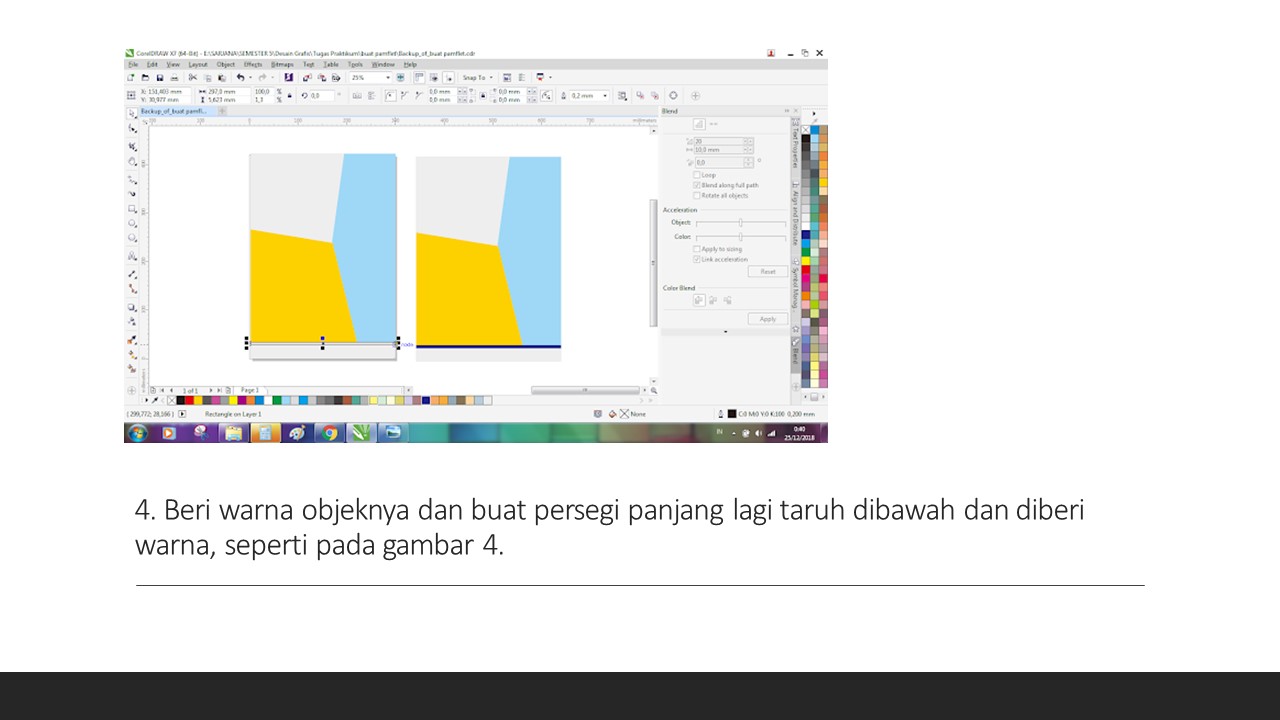 CorelDRAW X7 (64-Bit) - E:\SARJANA\SEMESTER 5\Desain Grafis\Tugas Praktikum\buat pamflet\Backup_of_buat pamflet.cdr
File Edit View Layout Object Effects Bitmaps Text Table Tools Window Help
25% Snap To
X: 151,403 mm 297,0 mm 100,0 % 0,0 ° 0,0 mm 0,0 mm 0,2 mm
Y: 30,977 mm 5,623 mm 1,1 % 0,0 mm 0,0 mm
Backup_of_buat pamfl...
Blend
20
10,0 mm
0,0 °
Loop
Blend along full path
Rotate all objects
Acceleration
Object:
Color:
Apply to sizing
Link acceleration
Reset
Color Blend
Apply
Text Properties
Align and Distribute
Symbol Manag...
Blend
millimeters
node
1 of 1 Page 1
( 299,772; 28,166 ) Rectangle on Layer 1 None C:0 M:0 Y:0 K:100 0,200 mm
IN 0:40
25/12/2018
4. Beri warna objeknya dan buat persegi panjang lagi taruh dibawah dan diberi
warna, seperti pada gambar 4.